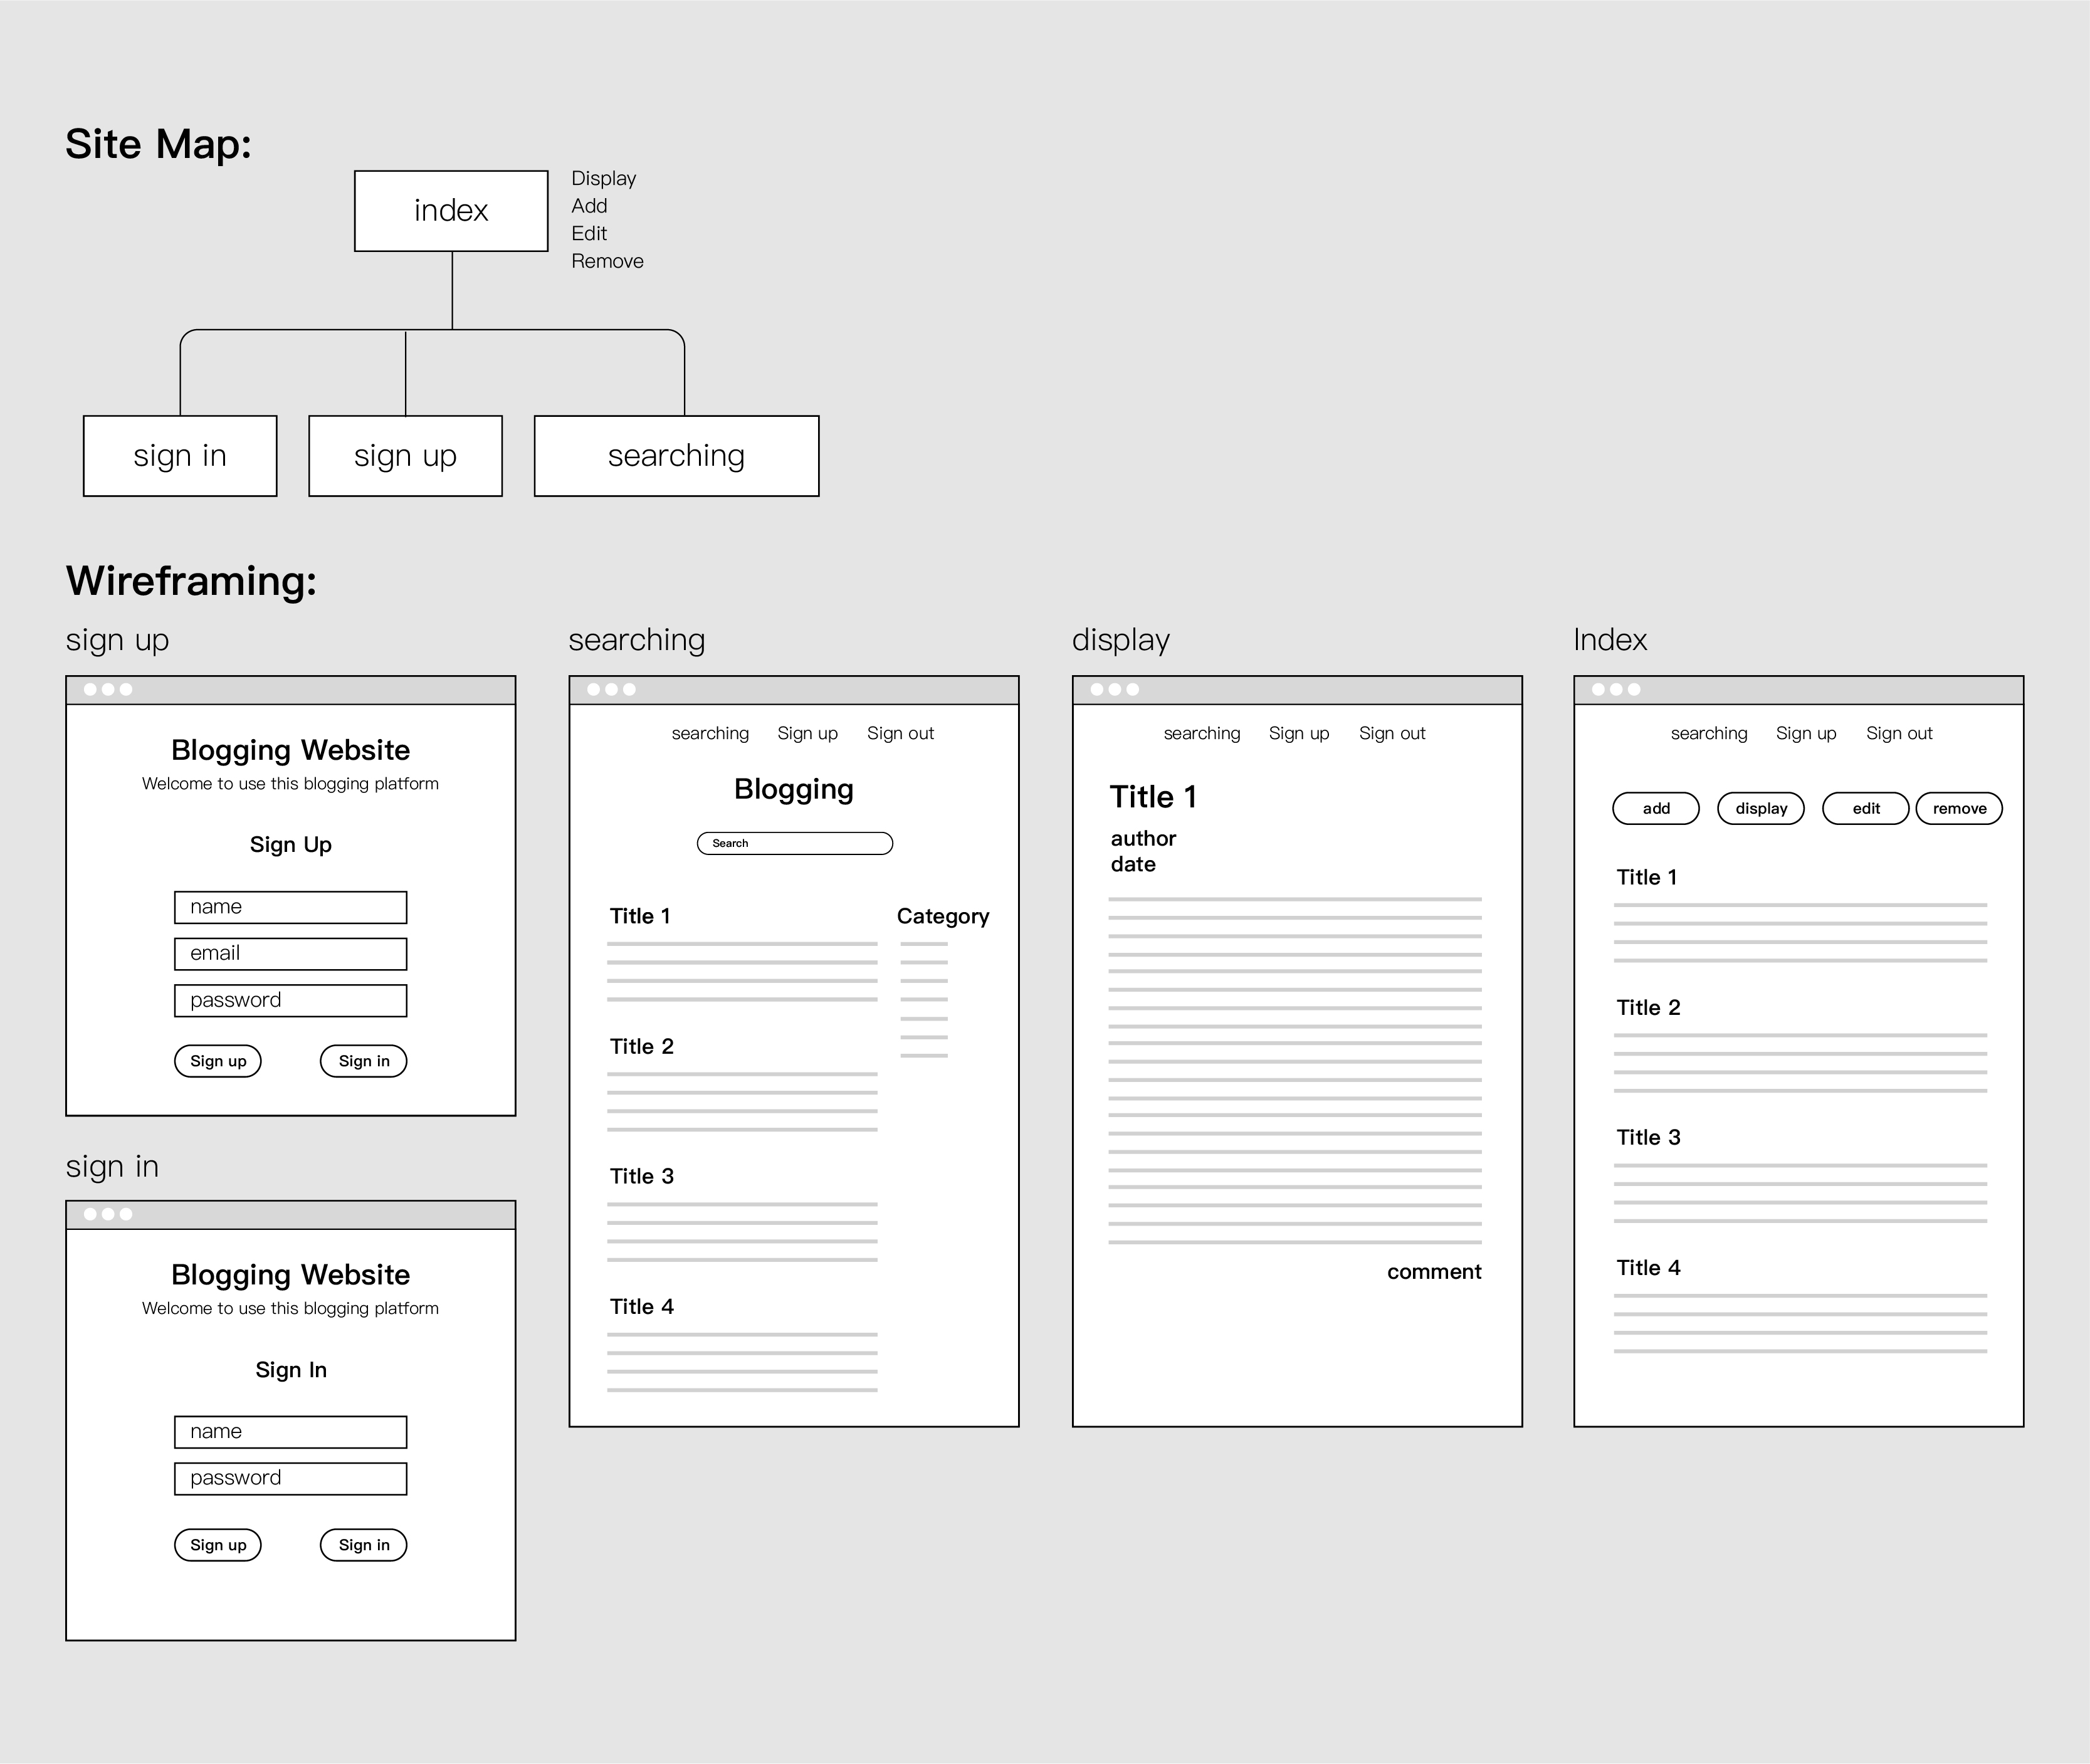 Site Map:
index
Display
Add
Edit
Remove
sign in
sign up
searching
Wireframing:
sign up
Blogging Website
Welcome to use this blogging platform
Sign Up
name
email
password
Sign up
Sign in
sign in
Blogging Website
Welcome to use this blogging platform
Sign In
name
password
Sign up
Sign in
searching
searching
Sign up
Sign out
Blogging
Search
Title 1
Category
Title 2
Title 3
Title 4
display
searching
Sign up
Sign out
Title 1
author
date
comment
Index
searching
Sign up
Sign out
add
display
edit
remove
Title 1
Title 2
Title 3
Title 4